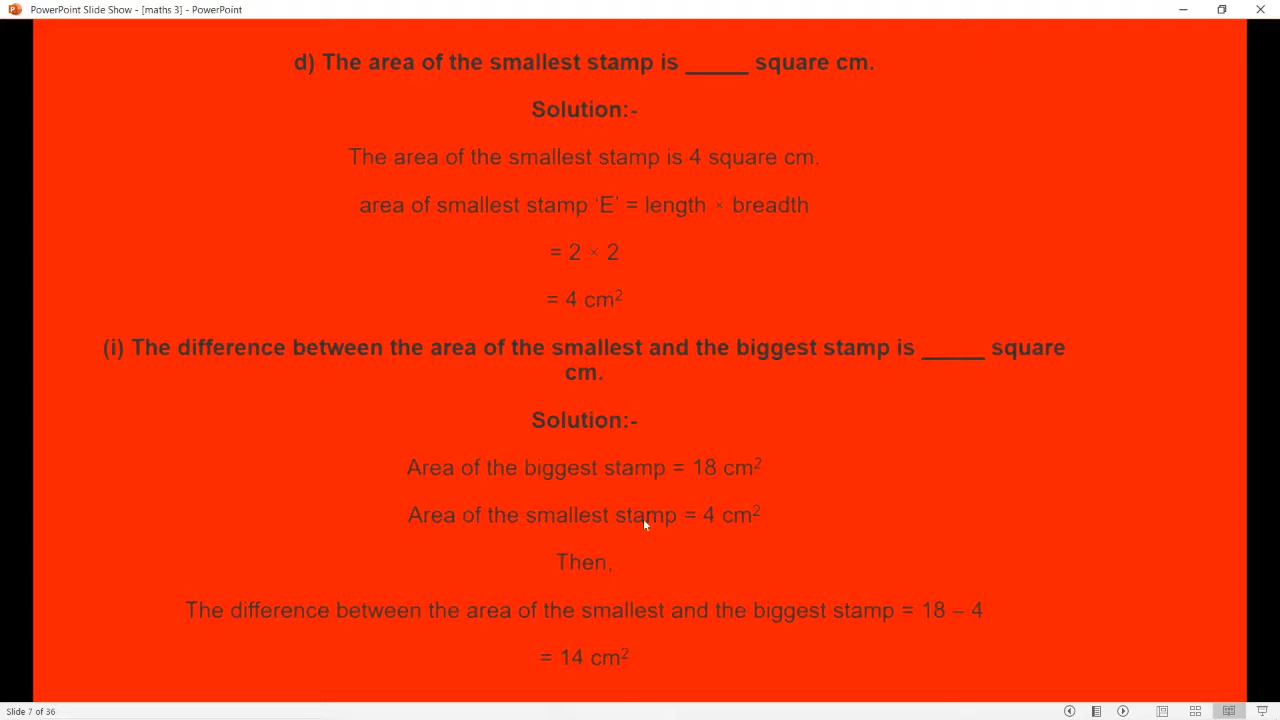 PowerPoint Slide Show - [maths 3] - PowerPoint
d) The area of the smallest stamp is _____ square cm.
Solution:-
The area of the smallest stamp is 4 square cm.
area of smallest stamp ‘E’ = length × breadth
= 2 × 2
= 4 cm²
(i) The difference between the area of the smallest and the biggest stamp is _____ square
cm.
Solution:-
Area of the biggest stamp = 18 cm²
Area of the smallest stamp = 4 cm²
Then,
The difference between the area of the smallest and the biggest stamp = 18 – 4
= 14 cm²
Slide 7 of 36